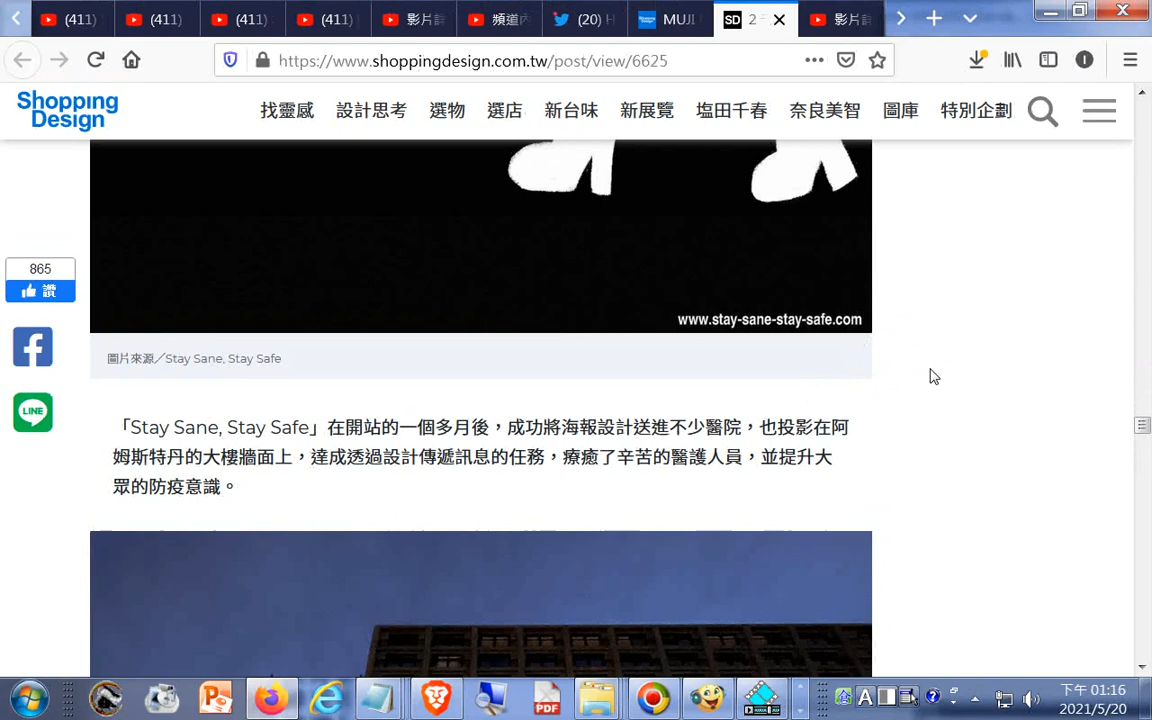 (411)
(411)
(411)
(411)
影片詳
頻道內
(20) H
MUJI
SD 2
影片詳
https://www.shoppingdesign.com.tw/post/view/6625
Shopping
Design
找靈感 設計思考 選物 選店 新台味 新展覽 塩田千春 奈良美智 圖庫 特別企劃
865
讚
LINE
www.stay-sane-stay-safe.com
圖片來源／Stay Sane, Stay Safe
「Stay Sane, Stay Safe」在開站的一個多月後，成功將海報設計送進不少醫院，也投影在阿
姆斯特丹的大樓牆面上，達成透過設計傳遞訊息的任務，療癒了辛苦的醫護人員，並提升大
眾的防疫意識。
PDF
A
下午 01:16
2021/5/20